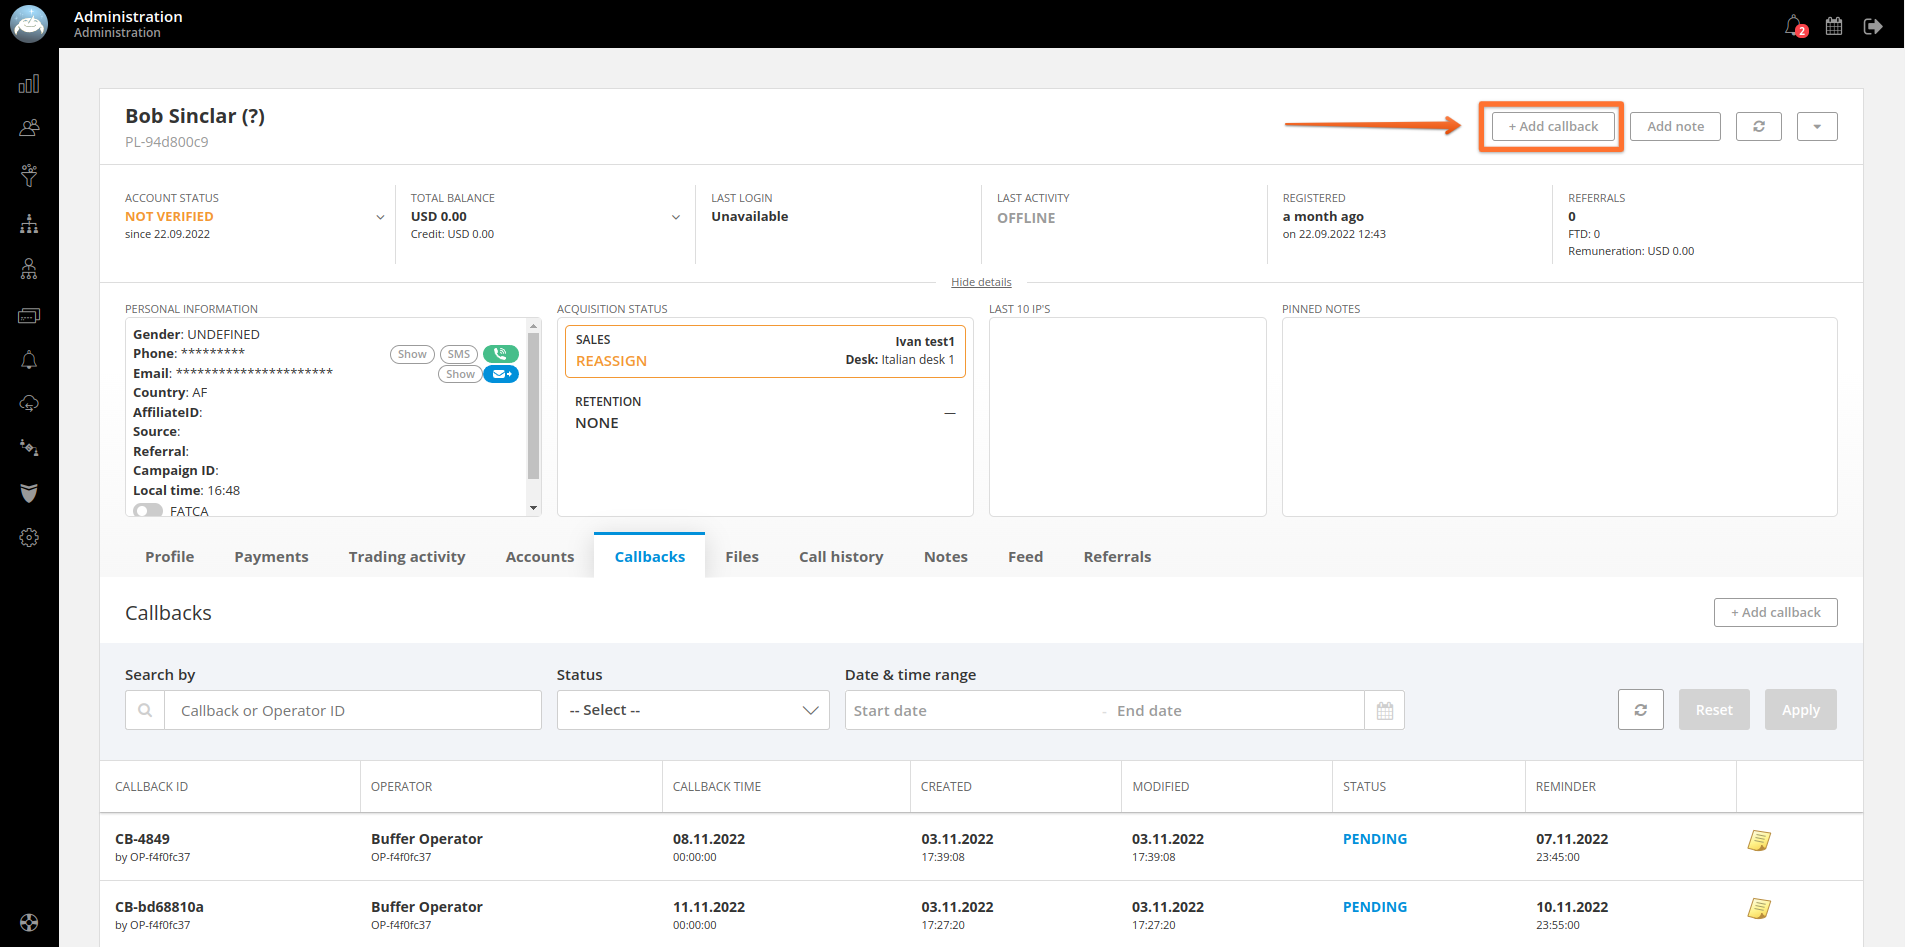 Administration
Administration
2
Bob Sinclar (?)
PL-94d800c9
+ Add callback
Add note
ACCOUNT STATUS
NOT VERIFIED
since 22.09.2022
TOTAL BALANCE
USD 0.00
Credit: USD 0.00
LAST LOGIN
Unavailable
LAST ACTIVITY
OFFLINE
REGISTERED
a month ago
on 22.09.2022 12:43
REFERRALS
0
FTD: 0
Remuneration: USD 0.00
Hide details
PERSONAL INFORMATION
Gender: UNDEFINED
Phone: *********
Show
SMS
Email: **********************
Show
Country: AF
AffiliateID:
Source:
Referral:
Campaign ID:
Local time: 16:48
FATCA
ACQUISITION STATUS
SALES
REASSIGN
Ivan test1
Desk: Italian desk 1
RETENTION
NONE
—
LAST 10 IP'S
PINNED NOTES
Profile
Payments
Trading activity
Accounts
Callbacks
Files
Call history
Notes
Feed
Referrals
Callbacks
+ Add callback
Search by
Callback or Operator ID
Status
-- Select --
Date & time range
Start date - End date
Reset
Apply
CALLBACK ID
OPERATOR
CALLBACK TIME
CREATED
MODIFIED
STATUS
REMINDER
CB-4849
by OP-f4f0fc37
Buffer Operator
OP-f4f0fc37
08.11.2022
00:00:00
03.11.2022
17:39:08
03.11.2022
17:39:08
PENDING
07.11.2022
23:45:00
CB-bd68810a
by OP-f4f0fc37
Buffer Operator
OP-f4f0fc37
11.11.2022
00:00:00
03.11.2022
17:27:20
03.11.2022
17:27:20
PENDING
10.11.2022
23:55:00